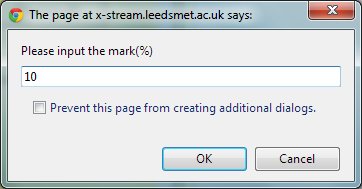 The page at x-stream.leedsmet.ac.uk says:
Please input the mark(%)
10
Prevent this page from creating additional dialogs.
OK Cancel